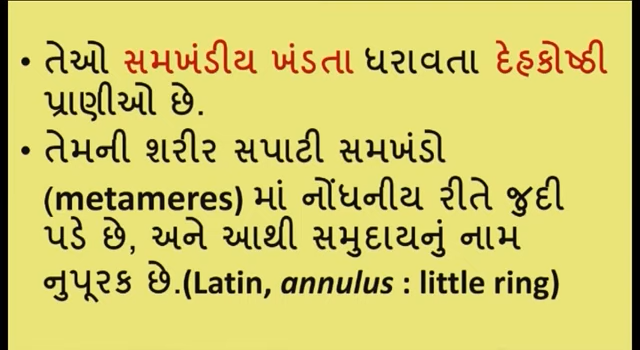 • તેઓ સમખંડીય ખંડતા ધરાવતા દેહકોષ્ઠી
પ્રાણીઓ છે.
• તેમની શરીર સપાટી સમખંડો
(metameres) માં નોંધનીય રીતે જુદી
પડે છે, અને આથી સમુદાયનું નામ
નુપૂરક છે.(Latin, annulus : little ring)